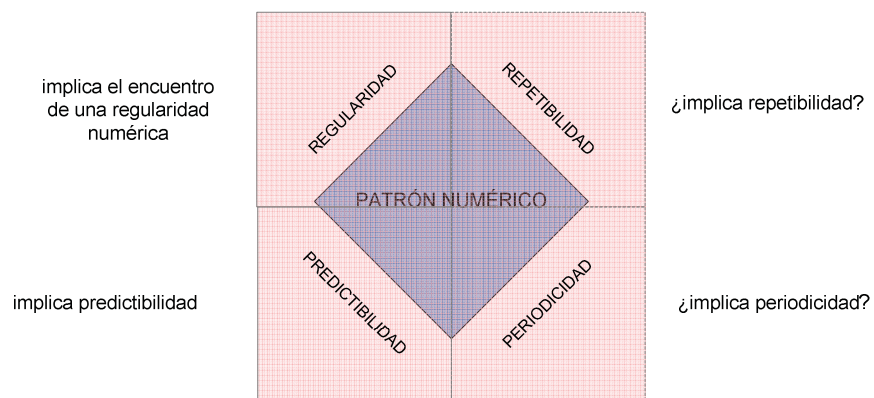 implica el encuentro
de una regularidad
numérica
REGULARIDAD
REPETIBILIDAD
¿implica repetibilidad?
PATRÓN NUMÉRICO
implica predictibilidad
PREDICTIBILIDAD
PERIODICIDAD
¿implica periodicidad?